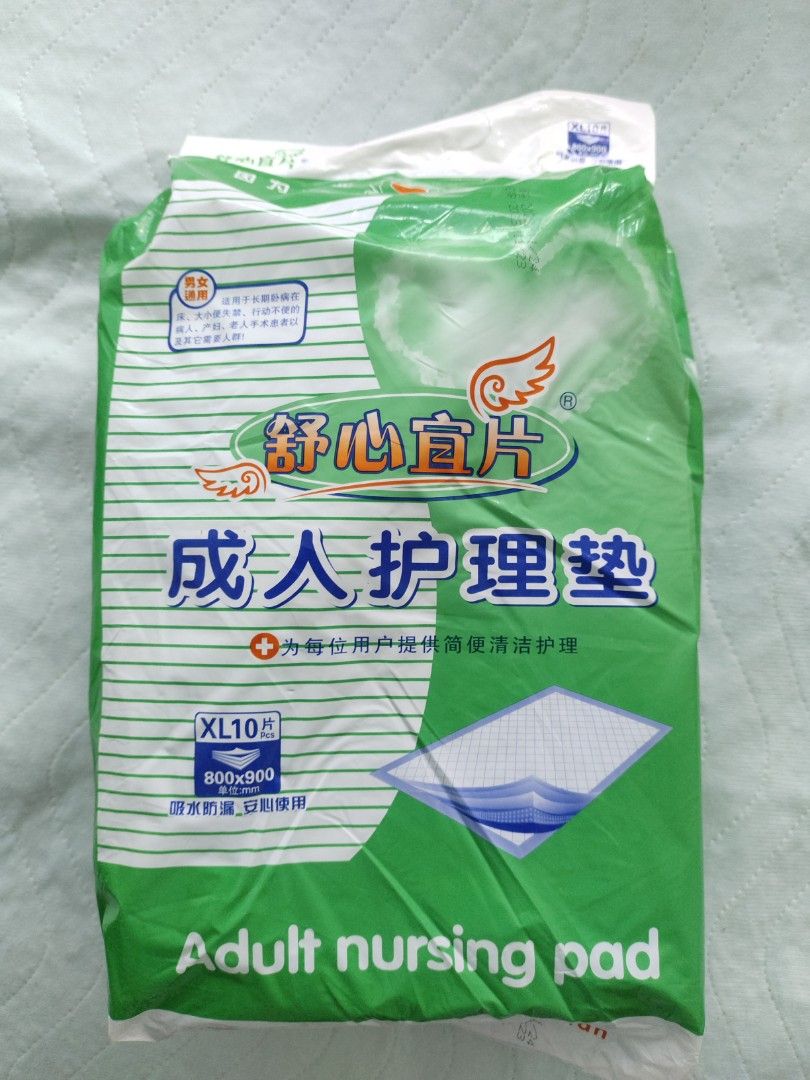 XL
800x900
男女
通用
适用于长期卧病在
床、大小便失禁、行动不便的
病人、产妇、老人手术患者以
及其它需要人群!
舒心宜片®
成人护理垫
为每位用户提供简便清洁护理
XL10片
Pcs
800x900
单位:mm
吸水防漏 安心使用
Adult nursing pad